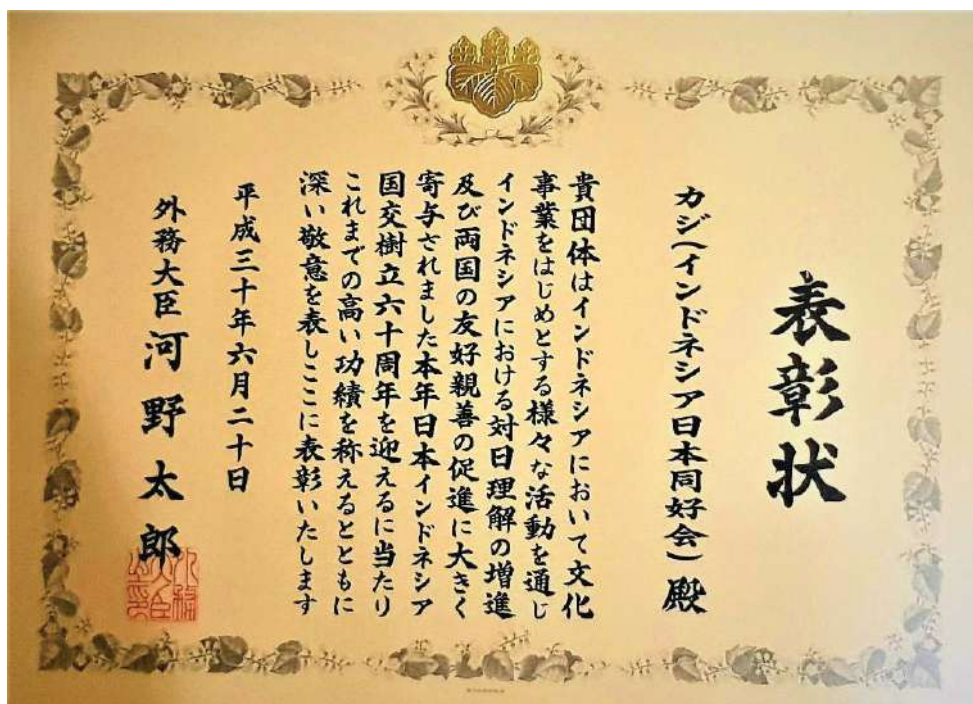 表彰状
カジ(インドネシア日本同好会)殿
貴団体はインドネシアにおいて文化
事業をはじめとする様々な活動を通じ
インドネシアにおける対日理解の増進
及び両国の友好親善の促進に大きく
寄与されました本年日本インドネシア
国交樹立六十周年を迎えるに当たり
これまでの高い功績を称えるとともに
深い敬意を表しここに表彰いたします
平成三十年六月二十日
外務大臣 河野太郎